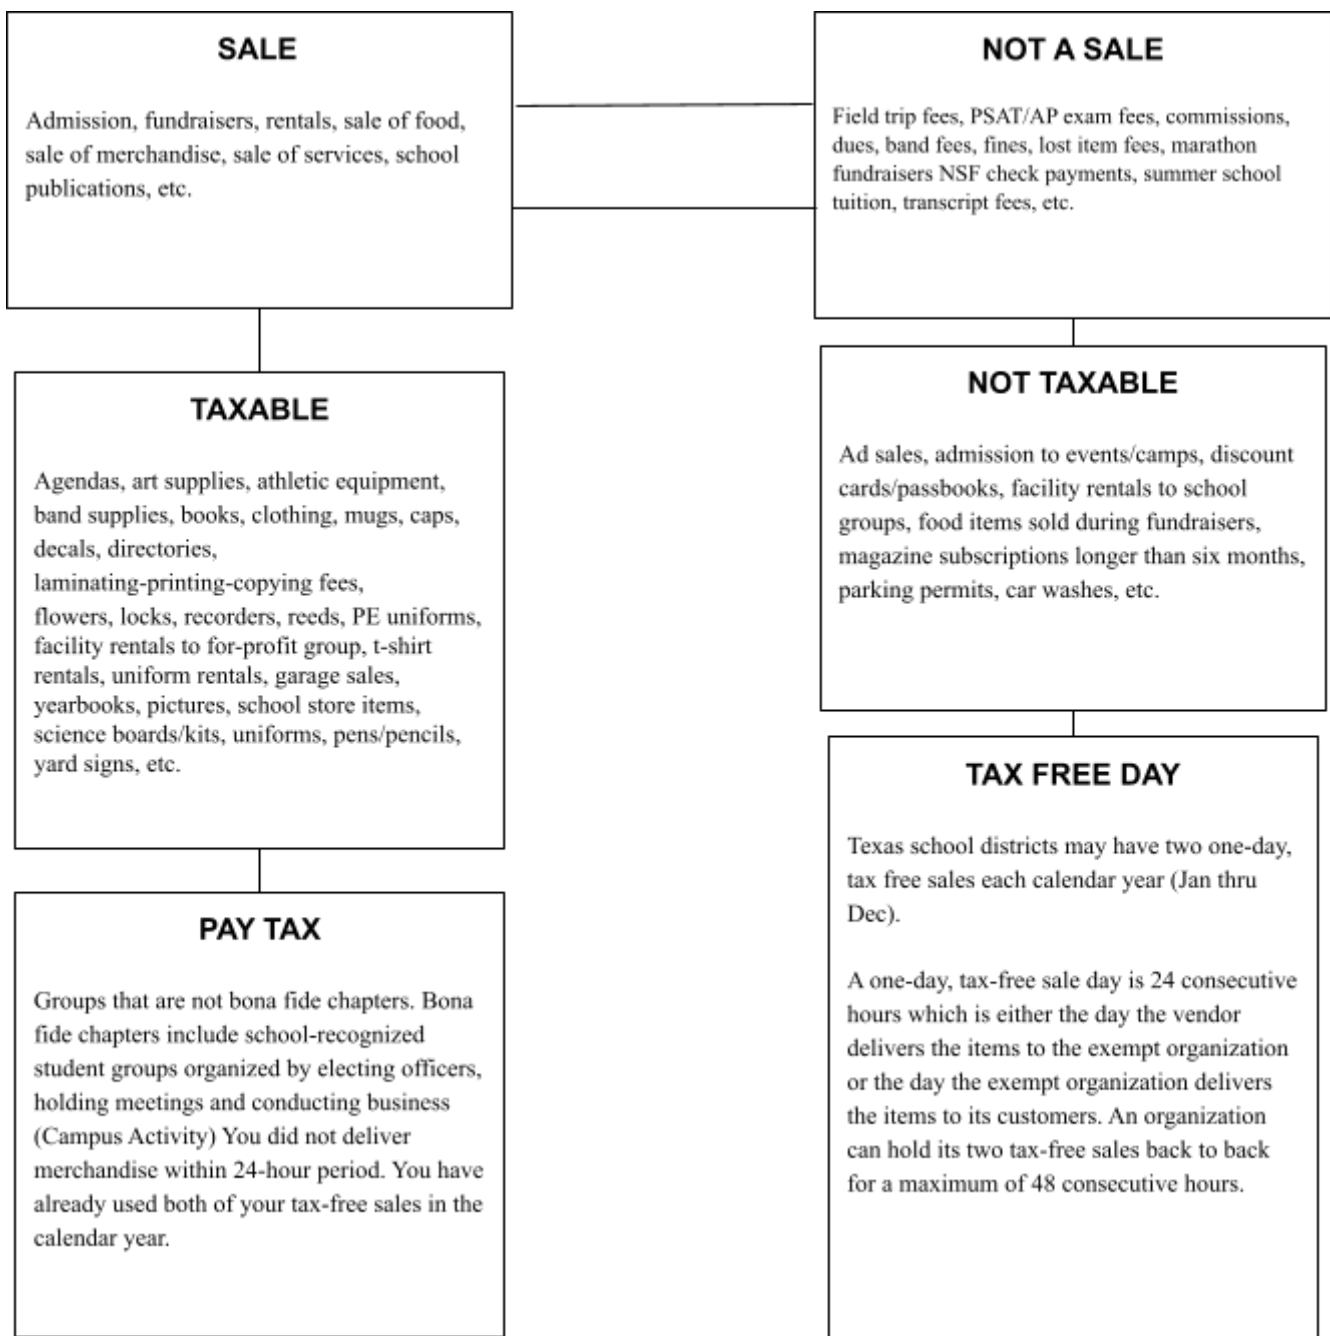 SALE
Admission, fundraisers, rentals, sale of food,
sale of merchandise, sale of services, school
publications, etc.
NOT A SALE
Field trip fees, PSAT/AP exam fees, commissions,
dues, band fees, fines, lost item fees, marathon
fundraisers NSF check payments, summer school
tuition, transcript fees, etc.
TAXABLE
Agendas, art supplies, athletic equipment,
band supplies, books, clothing, mugs, caps,
decals, directories,
laminating-printing-copying fees,
flowers, locks, recorders, reeds, PE uniforms,
facility rentals to for-profit group, t-shirt
rentals, uniform rentals, garage sales,
yearbooks, pictures, school store items,
science boards/kits, uniforms, pens/pencils,
yard signs, etc.
NOT TAXABLE
Ad sales, admission to events/camps, discount
cards/passbooks, facility rentals to school
groups, food items sold during fundraisers,
magazine subscriptions longer than six months,
parking permits, car washes, etc.
PAY TAX
Groups that are not bona fide chapters. Bona
fide chapters include school-recognized
student groups organized by electing officers,
holding meetings and conducting business
(Campus Activity) You did not deliver
merchandise within 24-hour period. You have
already used both of your tax-free sales in the
calendar year.
TAX FREE DAY
Texas school districts may have two one-day,
tax free sales each calendar year (Jan thru
Dec).
A one-day, tax-free sale day is 24 consecutive
hours which is either the day the vendor
delivers the items to the exempt organization
or the day the exempt organization delivers
the items to its customers. An organization
can hold its two tax-free sales back to back
for a maximum of 48 consecutive hours.